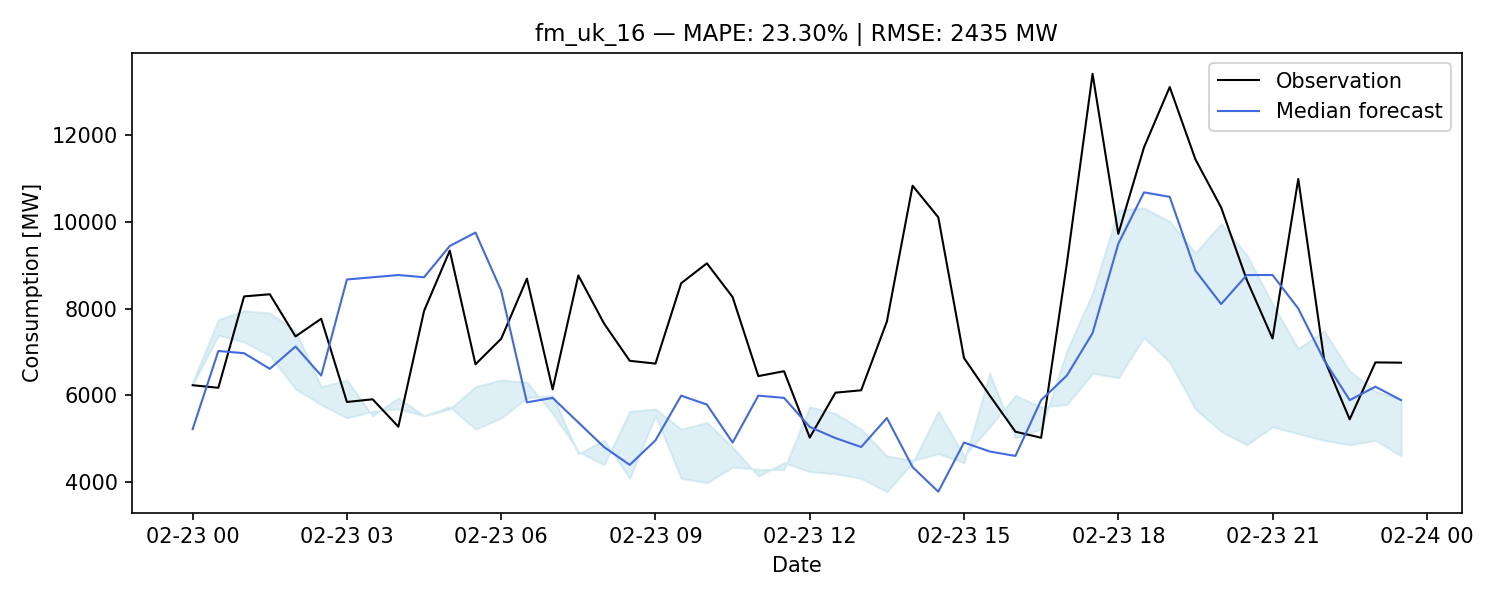 fm_uk_16 — MAPE: 23.30% | RMSE: 2435 MW
Observation
Median forecast
Consumption [MW]
12000
10000
8000
6000
4000
02-23 00
02-23 03
02-23 06
02-23 09
02-23 12
02-23 15
02-23 18
02-23 21
02-24 00
Date